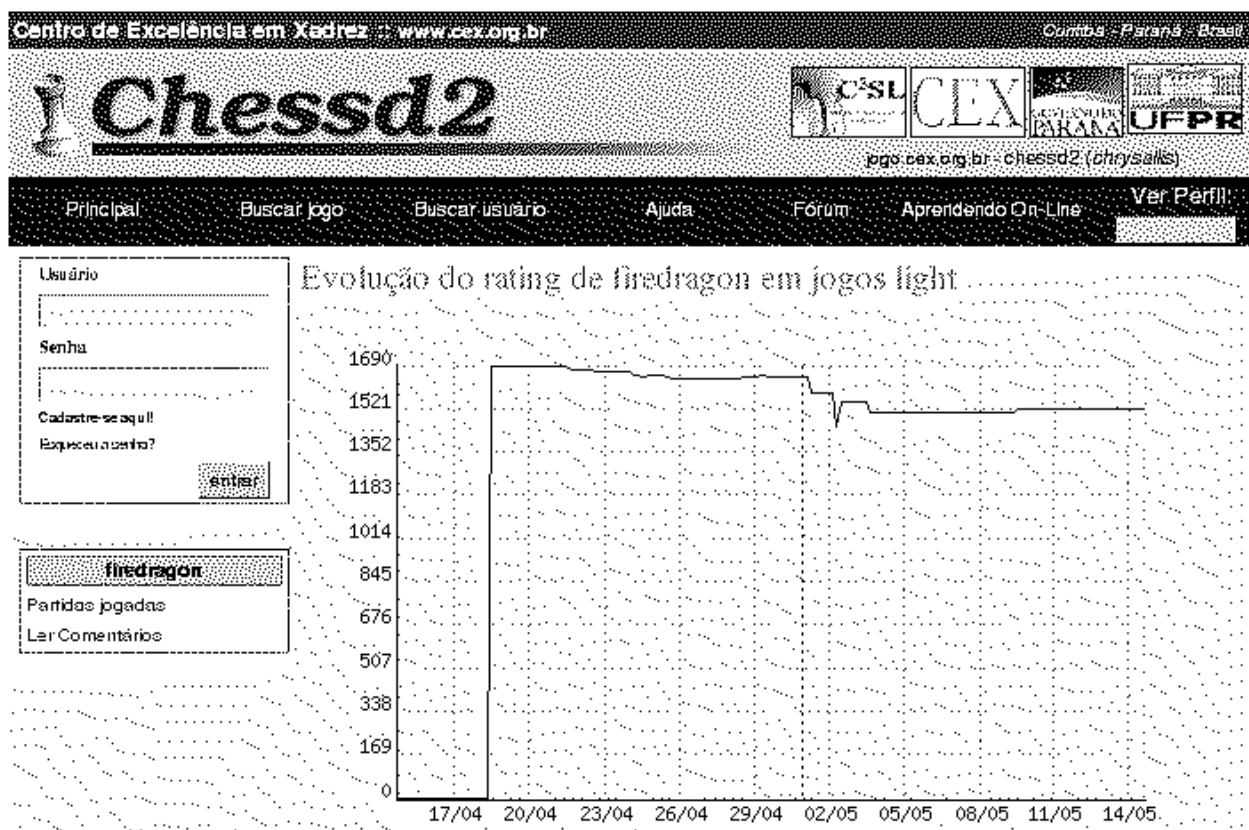 Centro de Excelência em Xadrez :: www.cex.org.br
Curitiba - Paraná - Brasil
Chessd2
C3SL
CEX
GOVERNO DO
PARANÁ
UFPR
jogo.cex.org.br - chessd2 (chrysallis)
Principal
Buscar jogo
Buscar usuário
Ajuda
Fórum
Aprendendo On-Line
Ver Perfil:
Usuário
Senha
Cadastre-se aqui!
Esqueceu a senha?
entrar
firedragon
Partidas jogadas
Ler Comentários
Evolução do rating de firedragon em jogos light
1690
1521
1352
1183
1014
845
676
507
338
169
0
17/04 20/04 23/04 26/04 29/04 02/05 05/05 08/05 11/05 14/05